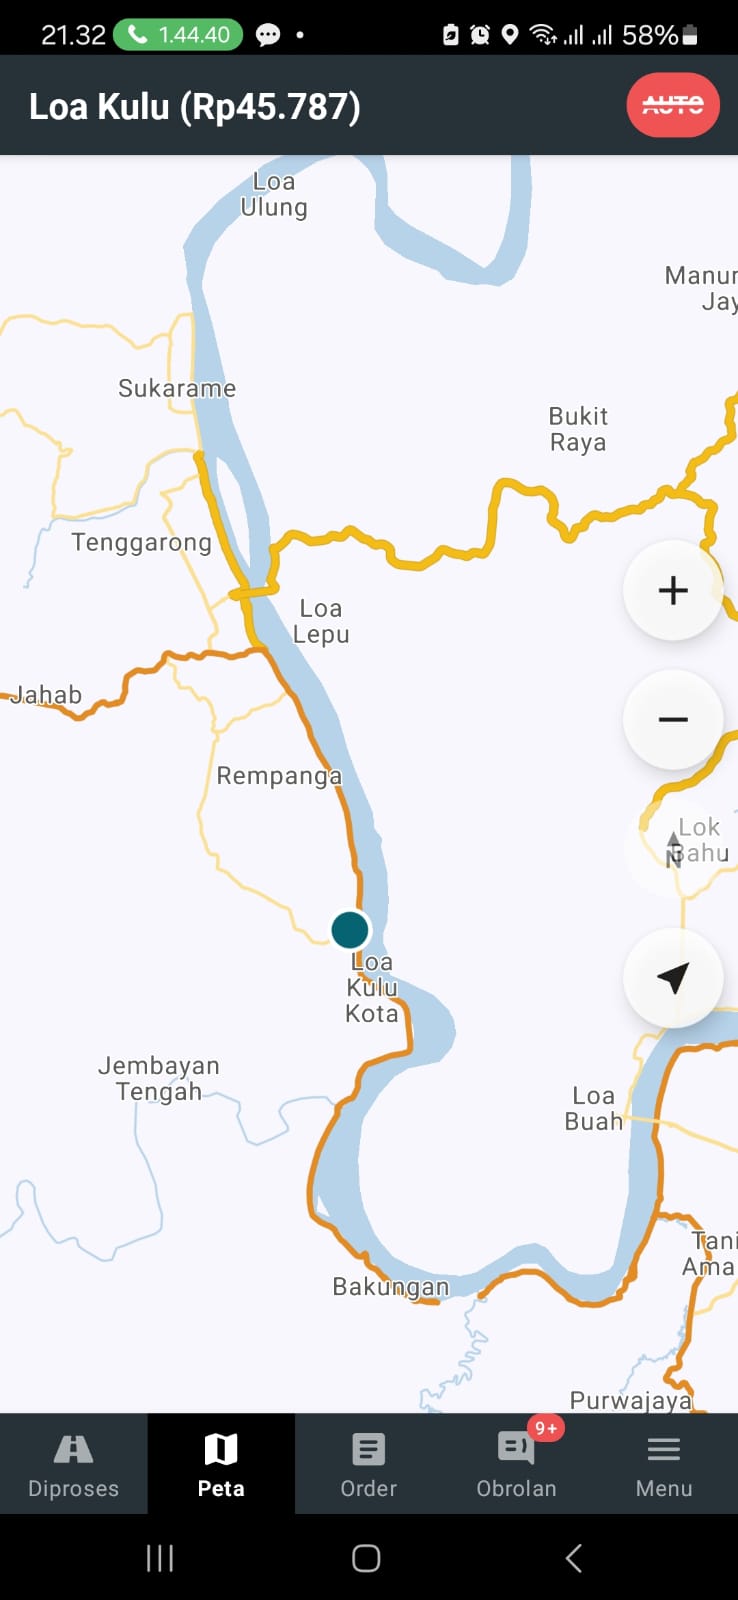 21.32
1.44.40
58%
Loa Kulu (Rp45.787)
AUTO
Loa
Ulung
Manur
Jay
Sukarame
Bukit
Raya
Tenggarong
Loa
Lepu
Jahab
Rempanga
Lok
Bahu
N
Loa
Kulu
Kota
Jembayan
Tengah
Loa
Buah
Tani
Ama
Bakungan
Purwajaya
9+
Diproses
Peta
Order
Obrolan
Menu